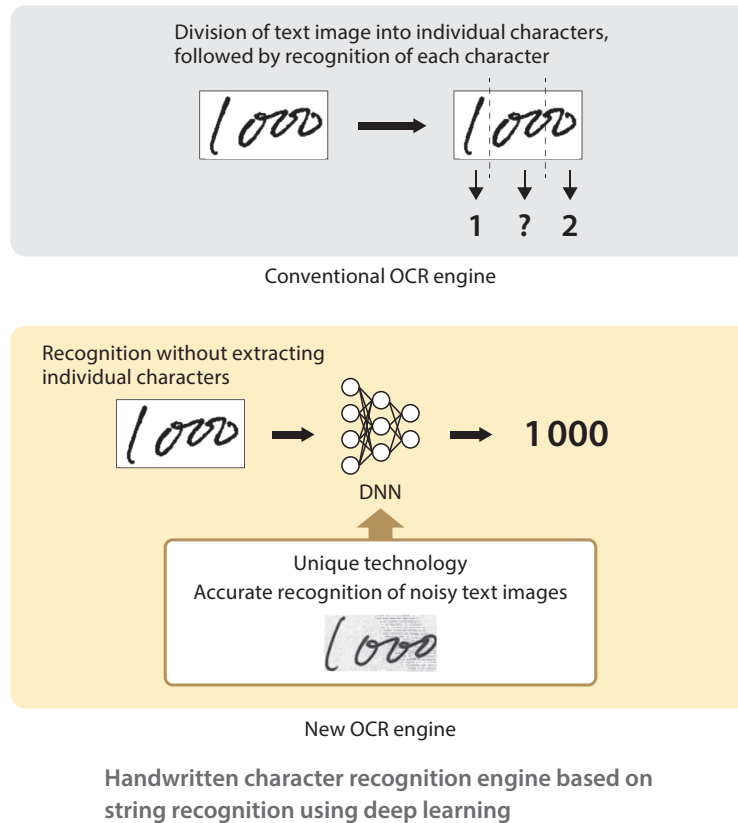 Division of text image into individual characters,
followed by recognition of each character
1000
1000
1 ? 2
Conventional OCR engine
Recognition without extracting
individual characters
1000
1000
DNN
Unique technology
Accurate recognition of noisy text images
1000
New OCR engine
Handwritten character recognition engine based on
string recognition using deep learning